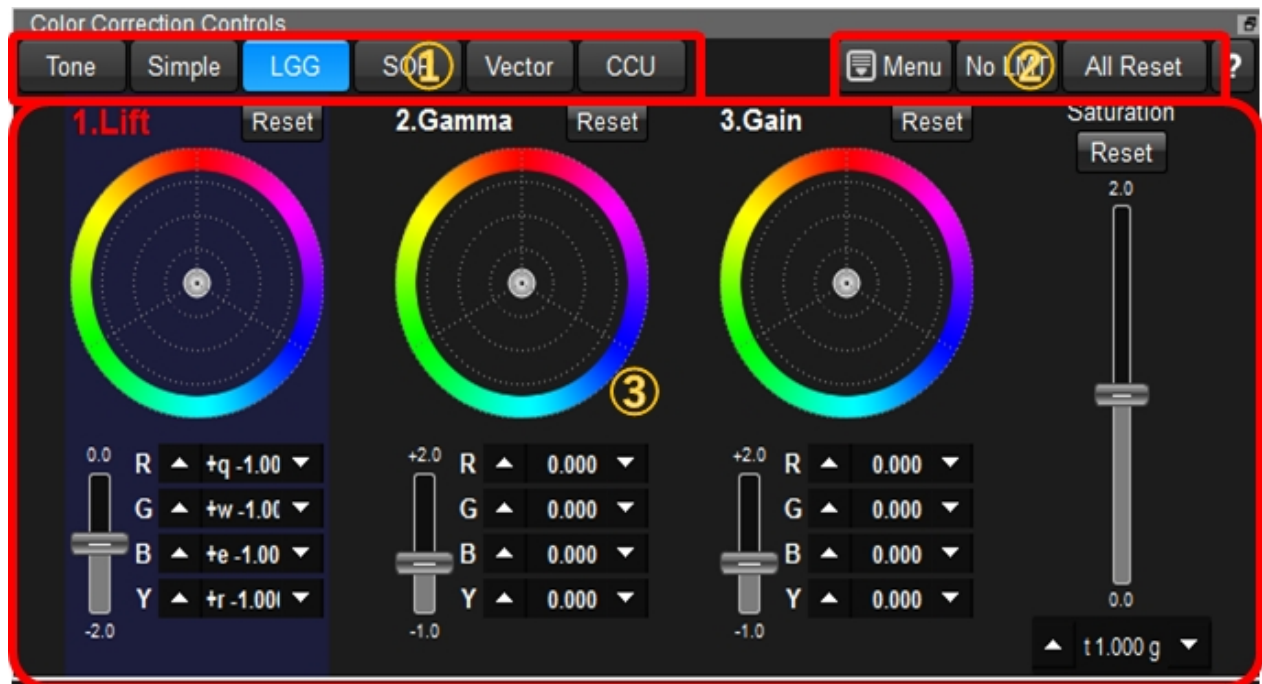 Color Correction Controls
Tone Simple LGG SOP Vector CCU Menu No LMT All Reset ?
① ②
1.Lift Reset 2.Gamma Reset 3.Gain Reset Saturation
Reset
2.0
③
0.0 R +q -1.00 +2.0 R 0.000 +2.0 R 0.000
G +w -1.00 G 0.000 G 0.000
B +e -1.00 B 0.000 B 0.000
Y +r -1.00 Y 0.000 Y 0.000 0.0
-2.0 -1.0 -1.0
t 1.000 g